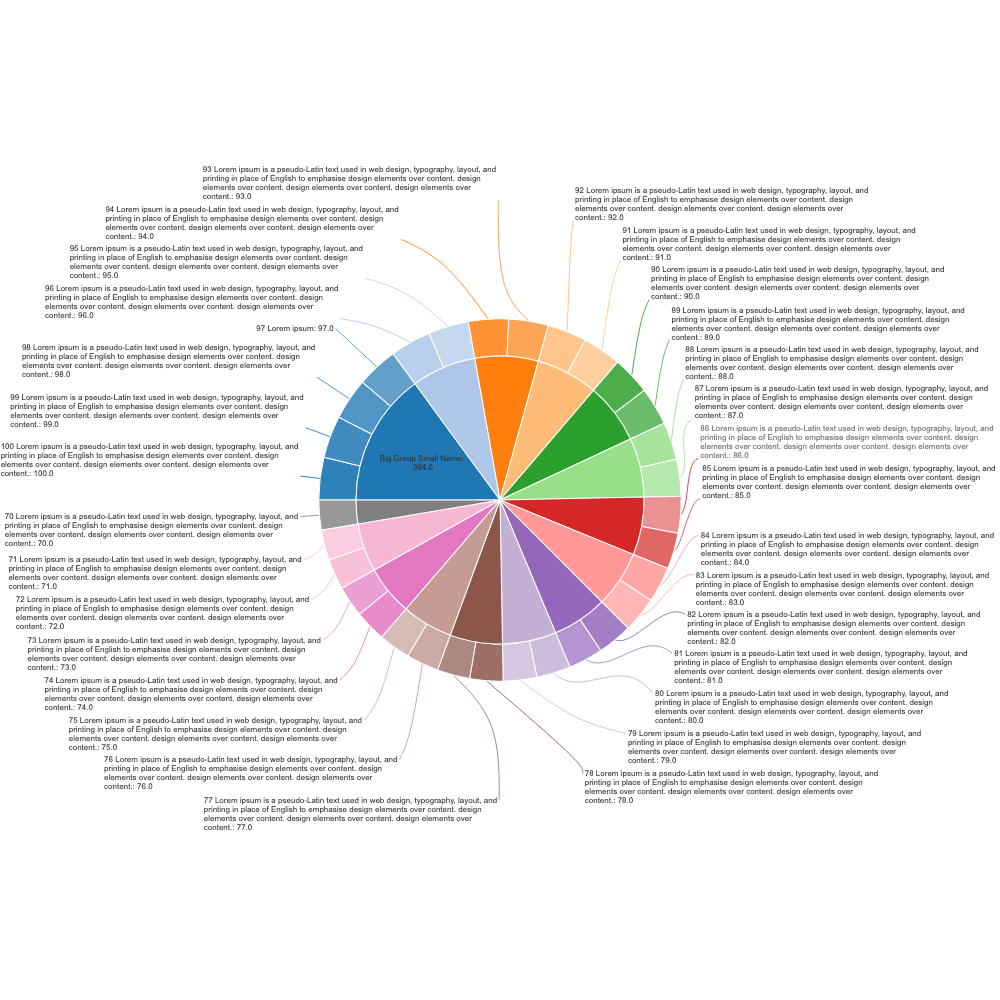 93 Lorem ipsum is a pseudo-Latin text used in web design, typography, layout, and
printing in place of English to emphasise design elements over content. design
elements over content. design elements over content. design elements over
content.: 93.0
92 Lorem ipsum is a pseudo-Latin text used in web design, typography, layout, and
printing in place of English to emphasise design elements over content. design
elements over content. design elements over content. design elements over
content.: 92.0
94 Lorem ipsum is a pseudo-Latin text used in web design, typography, layout, and
printing in place of English to emphasise design elements over content. design
elements over content. design elements over content. design elements over
content.: 94.0
91 Lorem ipsum is a pseudo-Latin text used in web design, typography, layout, and
printing in place of English to emphasise design elements over content. design
elements over content. design elements over content. design elements over
content.: 91.0
95 Lorem ipsum is a pseudo-Latin text used in web design, typography, layout, and
printing in place of English to emphasise design elements over content. design
elements over content. design elements over content. design elements over
content.: 95.0
90 Lorem ipsum is a pseudo-Latin text used in web design, typography, layout, and
printing in place of English to emphasise design elements over content. design
elements over content. design elements over content. design elements over
content.: 90.0
96 Lorem ipsum is a pseudo-Latin text used in web design, typography, layout, and
printing in place of English to emphasise design elements over content. design
elements over content. design elements over content. design elements over
content.: 96.0
89 Lorem ipsum is a pseudo-Latin text used in web design, typography, layout, and
printing in place of English to emphasise design elements over content. design
elements over content. design elements over content. design elements over
content.: 89.0
97 Lorem ipsum: 97.0
98 Lorem ipsum is a pseudo-Latin text used in web design, typography, layout, and
printing in place of English to emphasise design elements over content. design
elements over content. design elements over content. design elements over
content.: 98.0
88 Lorem ipsum is a pseudo-Latin text used in web design, typography, layout, and
printing in place of English to emphasise design elements over content. design
elements over content. design elements over content. design elements over
content.: 88.0
99 Lorem ipsum is a pseudo-Latin text used in web design, typography, layout, and
printing in place of English to emphasise design elements over content. design
elements over content. design elements over content. design elements over
content.: 99.0
87 Lorem ipsum is a pseudo-Latin text used in web design, typography, layout, and
printing in place of English to emphasise design elements over content. design
elements over content. design elements over content. design elements over
content.: 87.0
86 Lorem ipsum is a pseudo-Latin text used in web design, typography, layout, and
printing in place of English to emphasise design elements over content. design
elements over content. design elements over content. design elements over
content.: 86.0
100 Lorem ipsum is a pseudo-Latin text used in web design, typography, layout, and
printing in place of English to emphasise design elements over content. design
elements over content. design elements over content. design elements over
content.: 100.0
Big Group Small Name:
394.0
85 Lorem ipsum is a pseudo-Latin text used in web design, typography, layout, and
printing in place of English to emphasise design elements over content. design
elements over content. design elements over content. design elements over
content.: 85.0
70 Lorem ipsum is a pseudo-Latin text used in web design, typography, layout, and
printing in place of English to emphasise design elements over content. design
elements over content. design elements over content. design elements over
content.: 70.0
84 Lorem ipsum is a pseudo-Latin text used in web design, typography, layout, and
printing in place of English to emphasise design elements over content. design
elements over content. design elements over content. design elements over
content.: 84.0
71 Lorem ipsum is a pseudo-Latin text used in web design, typography, layout, and
printing in place of English to emphasise design elements over content. design
elements over content. design elements over content. design elements over
content.: 71.0
83 Lorem ipsum is a pseudo-Latin text used in web design, typography, layout, and
printing in place of English to emphasise design elements over content. design
elements over content. design elements over content. design elements over
content.: 83.0
72 Lorem ipsum is a pseudo-Latin text used in web design, typography, layout, and
printing in place of English to emphasise design elements over content. design
elements over content. design elements over content. design elements over
content.: 72.0
82 Lorem ipsum is a pseudo-Latin text used in web design, typography, layout, and
printing in place of English to emphasise design elements over content. design
elements over content. design elements over content. design elements over
content.: 82.0
73 Lorem ipsum is a pseudo-Latin text used in web design, typography, layout, and
printing in place of English to emphasise design elements over content. design
elements over content. design elements over content. design elements over
content.: 73.0
81 Lorem ipsum is a pseudo-Latin text used in web design, typography, layout, and
printing in place of English to emphasise design elements over content. design
elements over content. design elements over content. design elements over
content.: 81.0
74 Lorem ipsum is a pseudo-Latin text used in web design, typography, layout, and
printing in place of English to emphasise design elements over content. design
elements over content. design elements over content. design elements over
content.: 74.0
80 Lorem ipsum is a pseudo-Latin text used in web design, typography, layout, and
printing in place of English to emphasise design elements over content. design
elements over content. design elements over content. design elements over
content.: 80.0
75 Lorem ipsum is a pseudo-Latin text used in web design, typography, layout, and
printing in place of English to emphasise design elements over content. design
elements over content. design elements over content. design elements over
content.: 75.0
79 Lorem ipsum is a pseudo-Latin text used in web design, typography, layout, and
printing in place of English to emphasise design elements over content. design
elements over content. design elements over content. design elements over
content.: 79.0
76 Lorem ipsum is a pseudo-Latin text used in web design, typography, layout, and
printing in place of English to emphasise design elements over content. design
elements over content. design elements over content. design elements over
content.: 76.0
78 Lorem ipsum is a pseudo-Latin text used in web design, typography, layout, and
printing in place of English to emphasise design elements over content. design
elements over content. design elements over content. design elements over
content.: 78.0
77 Lorem ipsum is a pseudo-Latin text used in web design, typography, layout, and
printing in place of English to emphasise design elements over content. design
elements over content. design elements over content. design elements over
content.: 77.0